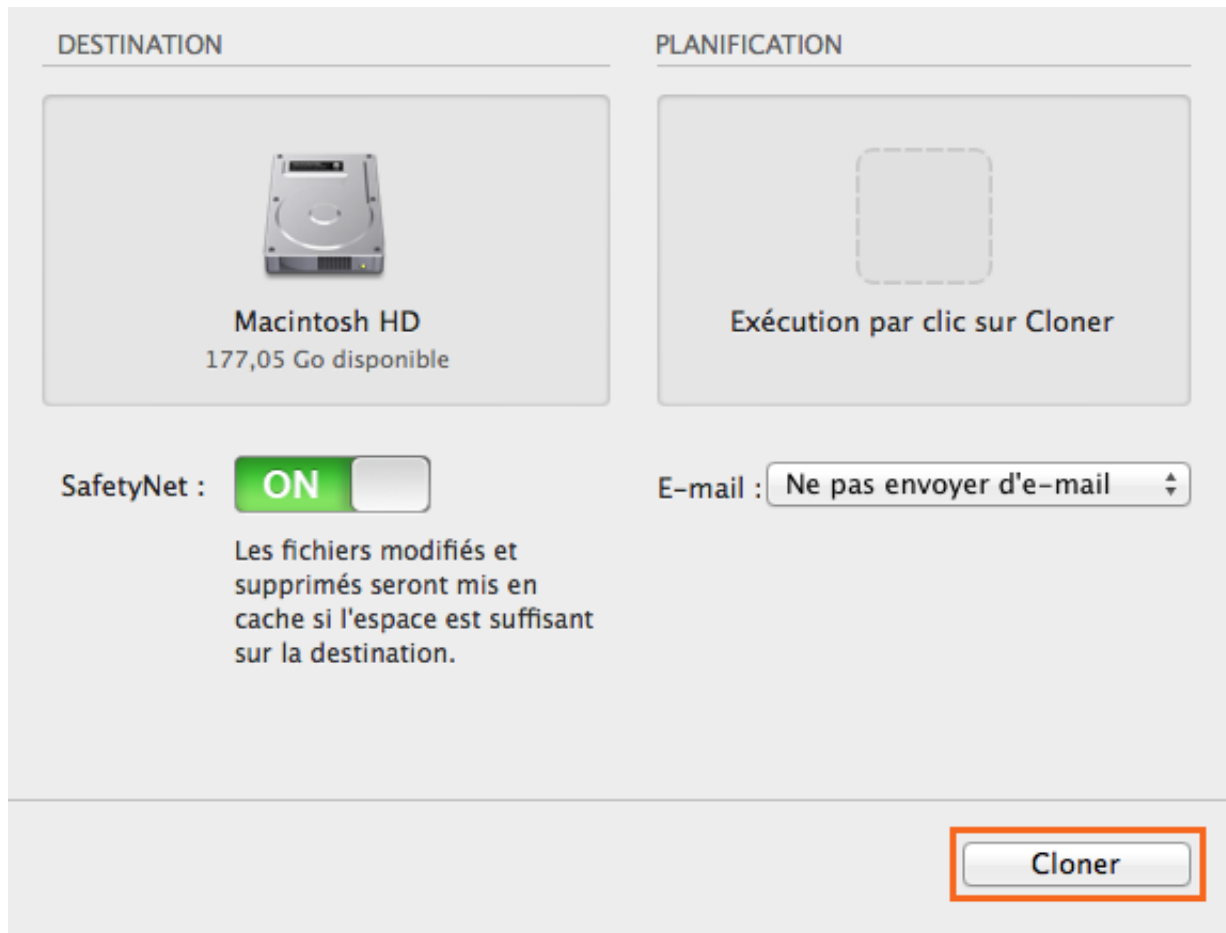 DESTINATION
PLANIFICATION
Macintosh HD
177,05 Go disponible
Exécution par clic sur Cloner
SafetyNet :
ON
Les fichiers modifiés et
supprimés seront mis en
cache si l'espace est suffisant
sur la destination.
E-mail :
Ne pas envoyer d'e-mail
Cloner